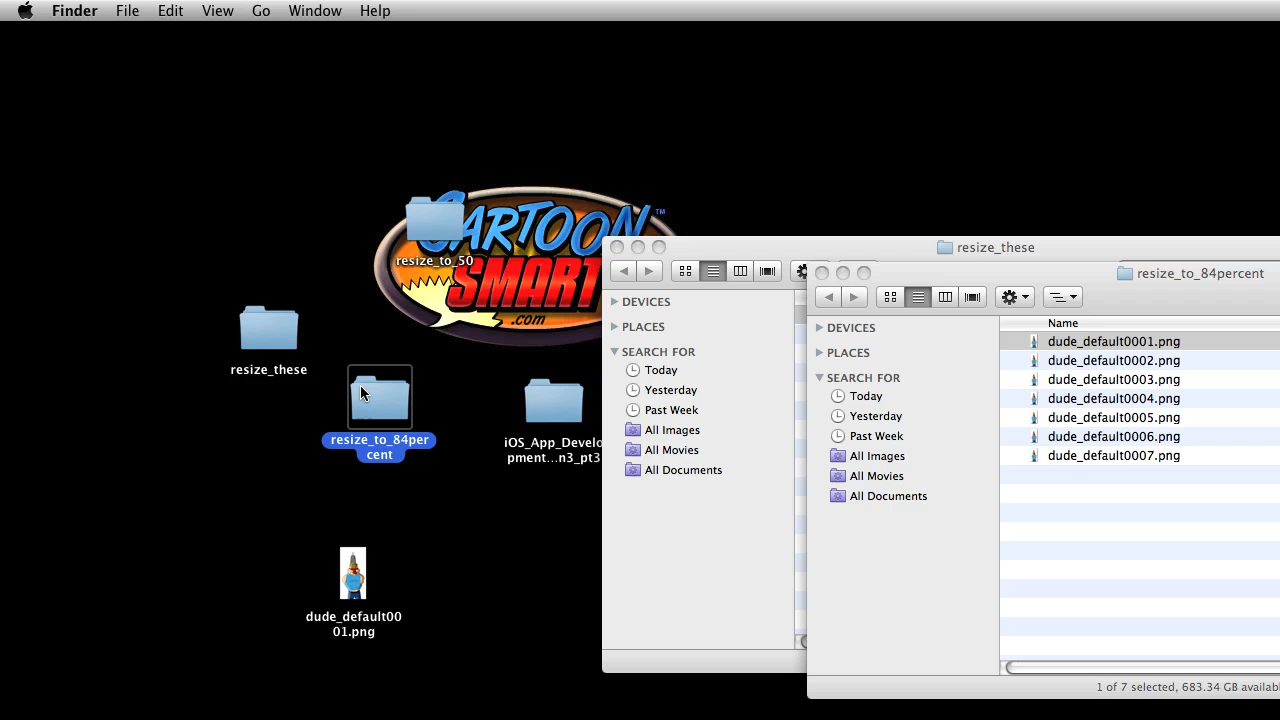 Finder File Edit View Go Window Help
CARTOON™
SMART
.com
resize_to_50
resize_these
resize_to_84per
cent
iOS_App_Develo
pment...n3_pt3
dude_default00
01.png
resize_these
DEVICES
PLACES
SEARCH FOR
Today
Yesterday
Past Week
All Images
All Movies
All Documents
resize_to_84percent
DEVICES
PLACES
SEARCH FOR
Today
Yesterday
Past Week
All Images
All Movies
All Documents
Name
dude_default0001.png
dude_default0002.png
dude_default0003.png
dude_default0004.png
dude_default0005.png
dude_default0006.png
dude_default0007.png
1 of 7 selected, 683.34 GB